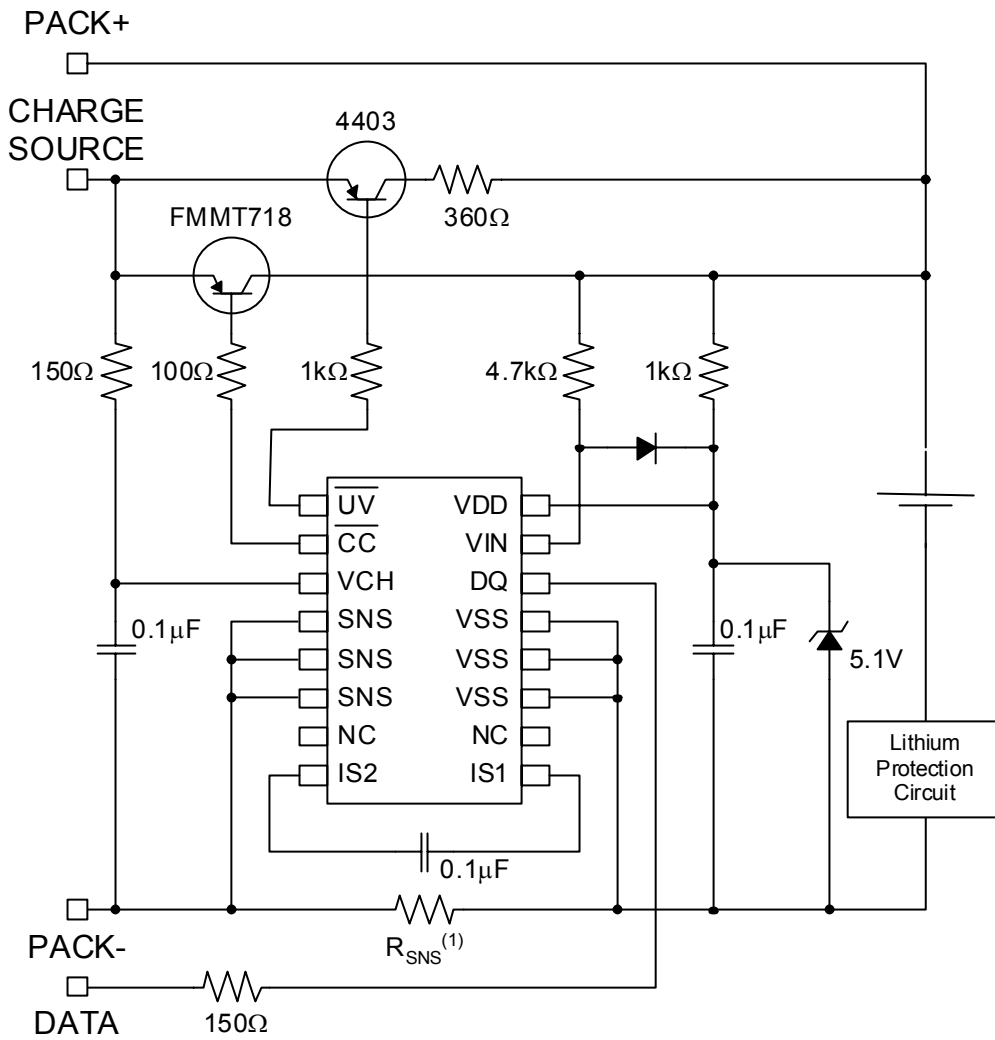 PACK+
CHARGE
SOURCE
4403
360Ω
FMMT718
150Ω
100Ω
1kΩ
4.7kΩ
1kΩ
UV
VDD
CC
VIN
VCH
DQ
SNS
VSS
SNS
VSS
SNS
VSS
NC
NC
IS2
IS1
0.1μF
0.1μF
5.1V
Lithium
Protection
Circuit
0.1μF
PACK-
RSNS(1)
DATA
150Ω